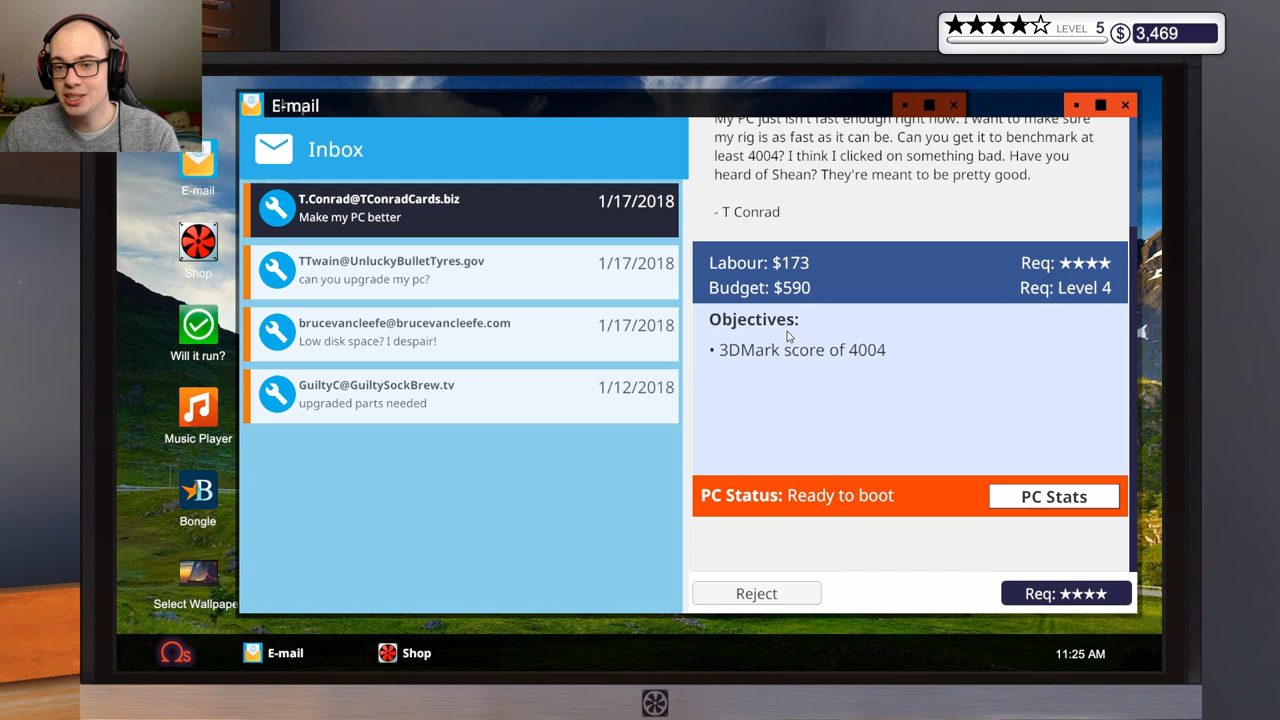 LEVEL 5 $ 3,469
E-mail
Inbox
T.Conrad@TConradCards.biz 1/17/2018
Make my PC better
TTwain@UnluckyBulletTyres.gov 1/17/2018
can you upgrade my pc?
brucevancleefe@brucevancleefe.com 1/17/2018
Low disk space? I despair!
GuiltyC@GuiltySockBrew.tv 1/12/2018
upgraded parts needed
My PC just isn't fast enough right now. I want to make sure
my rig is as fast as it can be. Can you get it to benchmark at
least 4004? I think I clicked on something bad. Have you
heard of Shean? They're meant to be pretty good.
- T Conrad
Labour: $173 Req: ★★★★
Budget: $590 Req: Level 4
Objectives:
• 3DMark score of 4004
PC Status: Ready to boot PC Stats
Reject Req: ★★★★
E-mail
Shop
Will it run?
Music Player
B
Bongle
Select Wallpape
Ωs E-mail Shop 11:25 AM